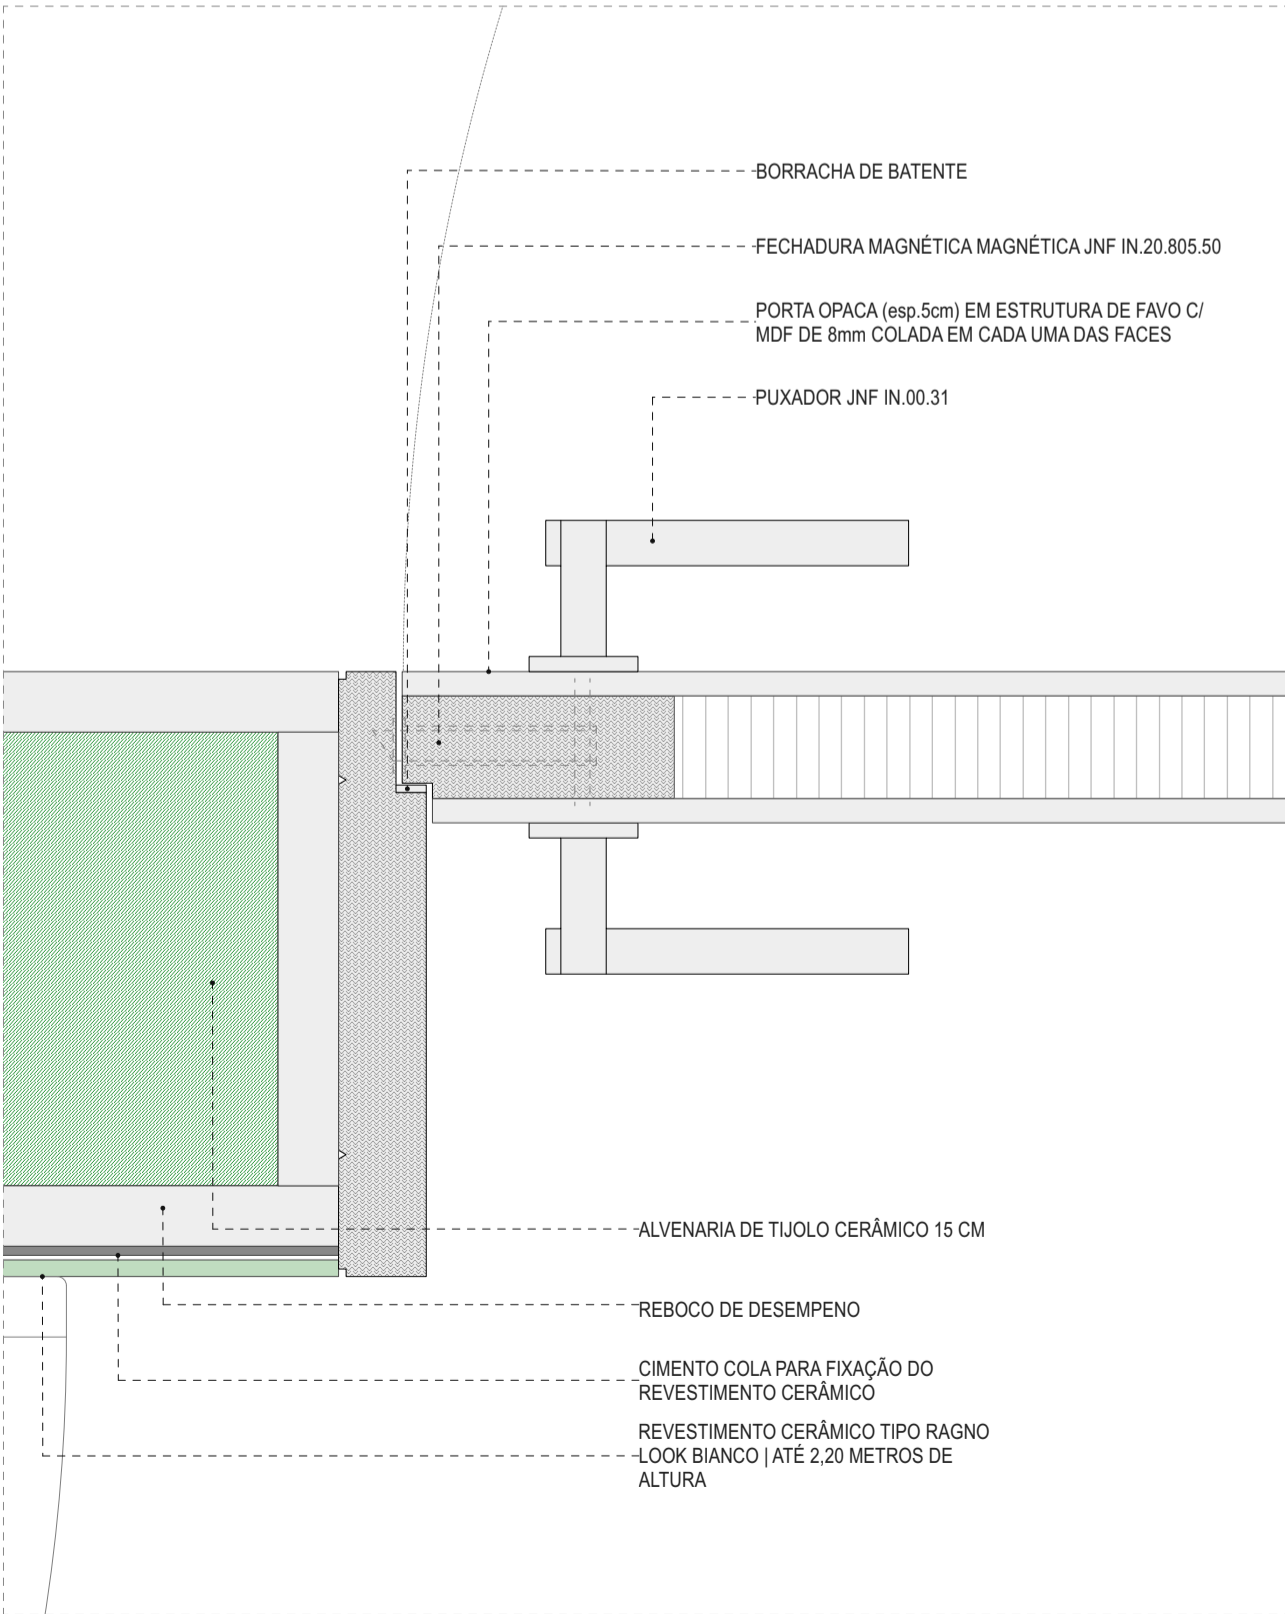 BORRACHA DE BATENTE
FECHADURA MAGNÉTICA MAGNÉTICA JNF IN.20.805.50
PORTA OPACA (esp.5cm) EM ESTRUTURA DE FAVO C/
MDF DE 8mm COLADA EM CADA UMA DAS FACES
PUXADOR JNF IN.00.31
ALVENARIA DE TIJOLO CERÂMICO 15 CM
REBOCO DE DESEMPENO
CIMENTO COLA PARA FIXAÇÃO DO
REVESTIMENTO CERÂMICO
REVESTIMENTO CERÂMICO TIPO RAGNO
LOOK BIANCO | ATÉ 2,20 METROS DE
ALTURA